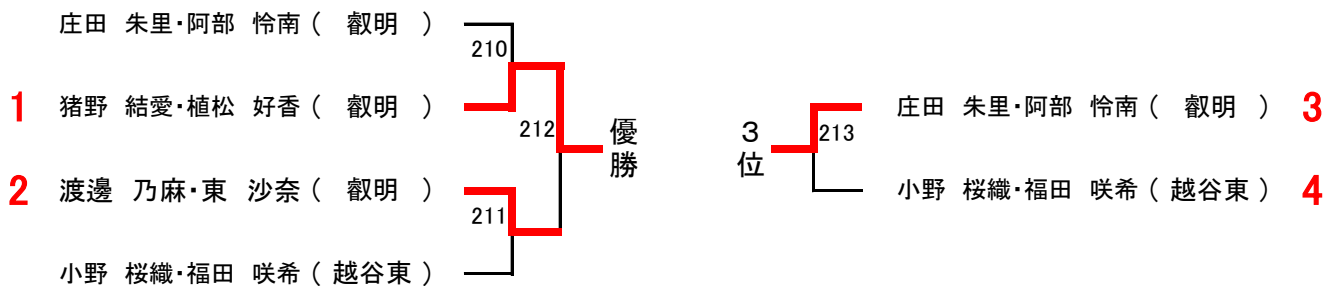 庄田 朱里・阿部 怜南 ( 叡明 )
210
1 猪野 結愛・植松 好香 ( 叡明 )
212 優勝
2 渡邊 乃麻・東 沙奈 ( 叡明 )
211
小野 桜織・福田 咲希 ( 越谷東 )
庄田 朱里・阿部 怜南 ( 叡明 ) 3
3位 213
小野 桜織・福田 咲希 ( 越谷東 ) 4